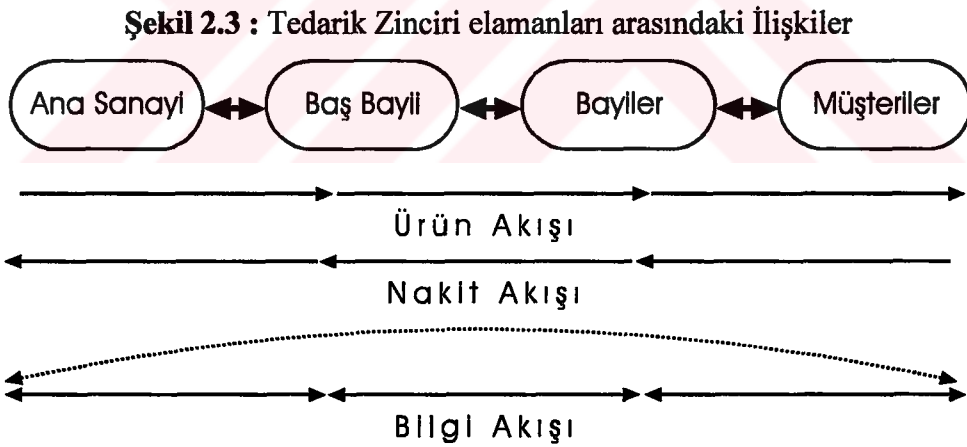 Şekil 2.3 : Tedarik Zinciri elamanları arasındaki İlişkiler
Ana Sanayi Baş Bayii Bayiler Müşteriler
Ürün Akışı
Nakit Akışı
Bilgi Akışı